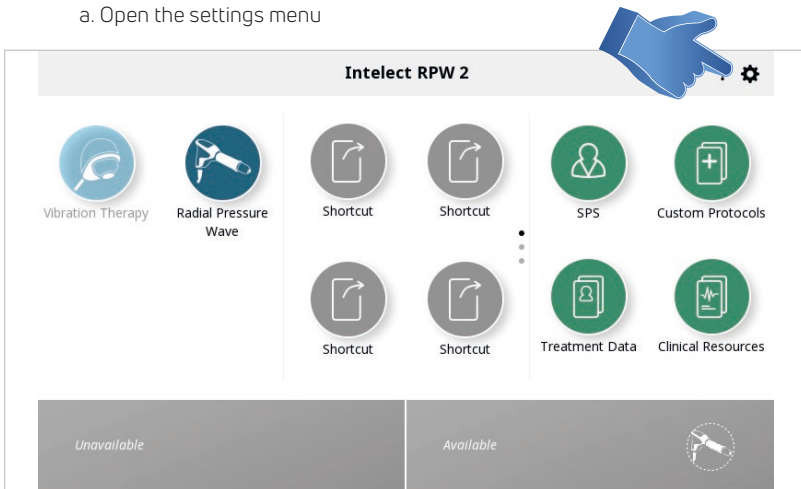 a. Open the settings menu
Intelect RPW 2
Vibration Therapy
Radial Pressure
Wave
Shortcut
Shortcut
SPS
Custom Protocols
Shortcut
Shortcut
Treatment Data
Clinical Resources
Unavailable
Available